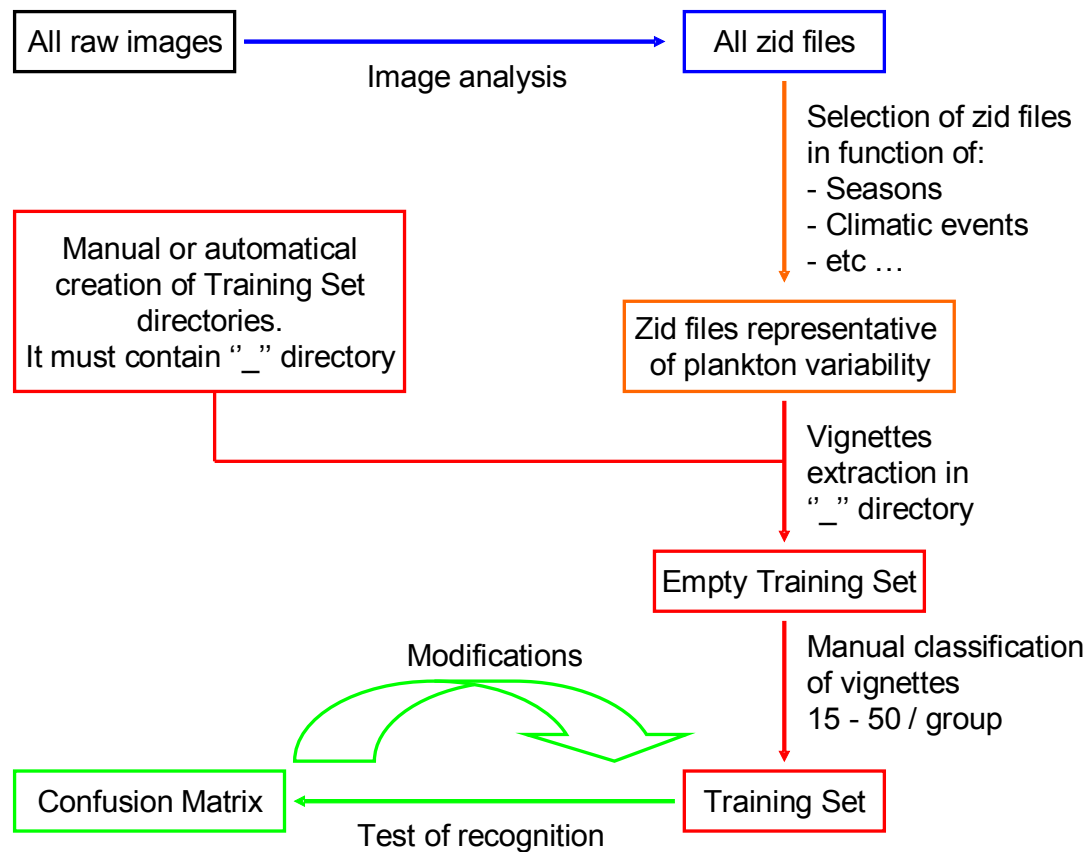 All raw images
All zid files
Image analysis
Selection of zid files
in function of:
- Seasons
- Climatic events
- etc …
Manual or automatical
creation of Training Set
directories.
It must contain ‘’_’’ directory
Zid files representative
of plankton variability
Vignettes
extraction in
‘’_’’ directory
Empty Training Set
Manual classification
of vignettes
15 - 50 / group
Modifications
Confusion Matrix
Training Set
Test of recognition